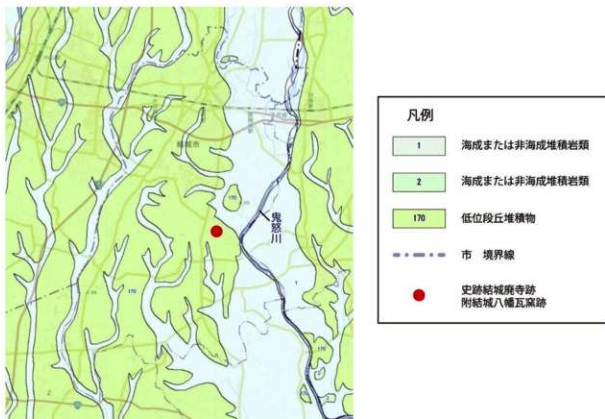 結城市
170
鬼怒川
170
1
170
2
凡例
1 海成または非海成堆積岩類
2 海成または非海成堆積岩類
170 低位段丘堆積物
市 境界線
史跡結城廃寺跡
附結城八幡瓦窯跡